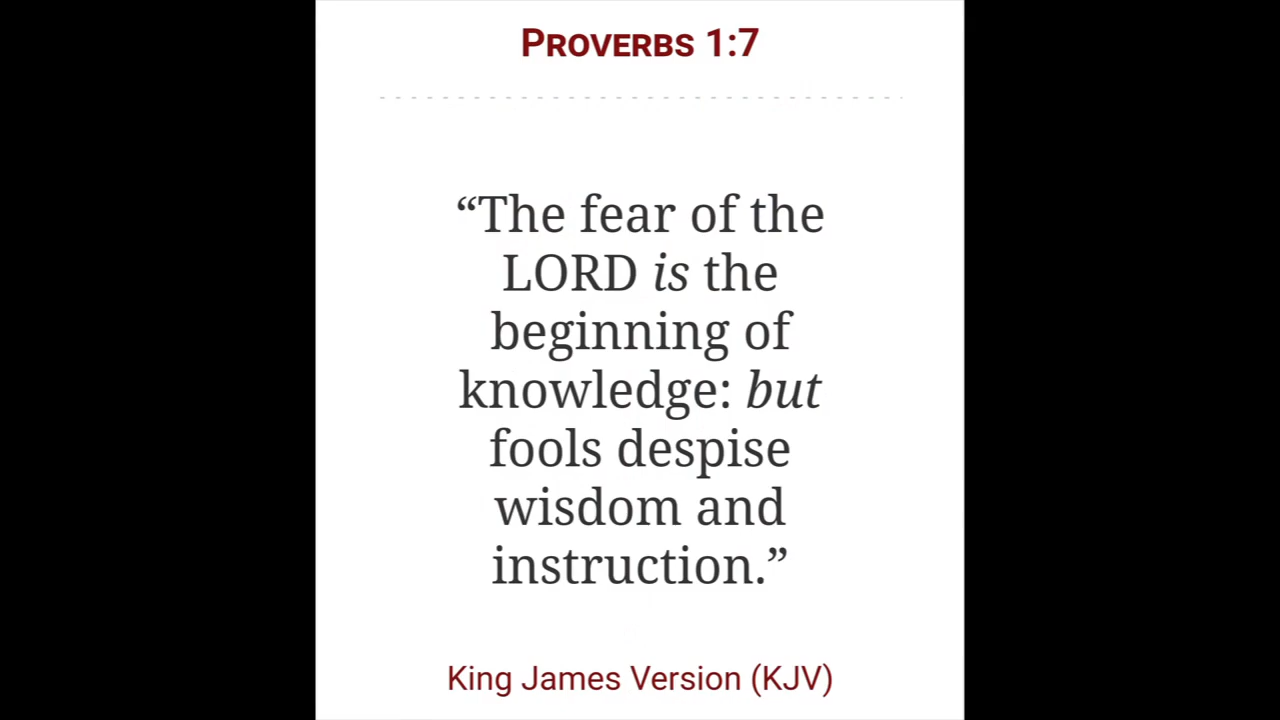 Proverbs 1:7
“The fear of the
LORD is the
beginning of
knowledge: but
fools despise
wisdom and
instruction.”
King James Version (KJV)